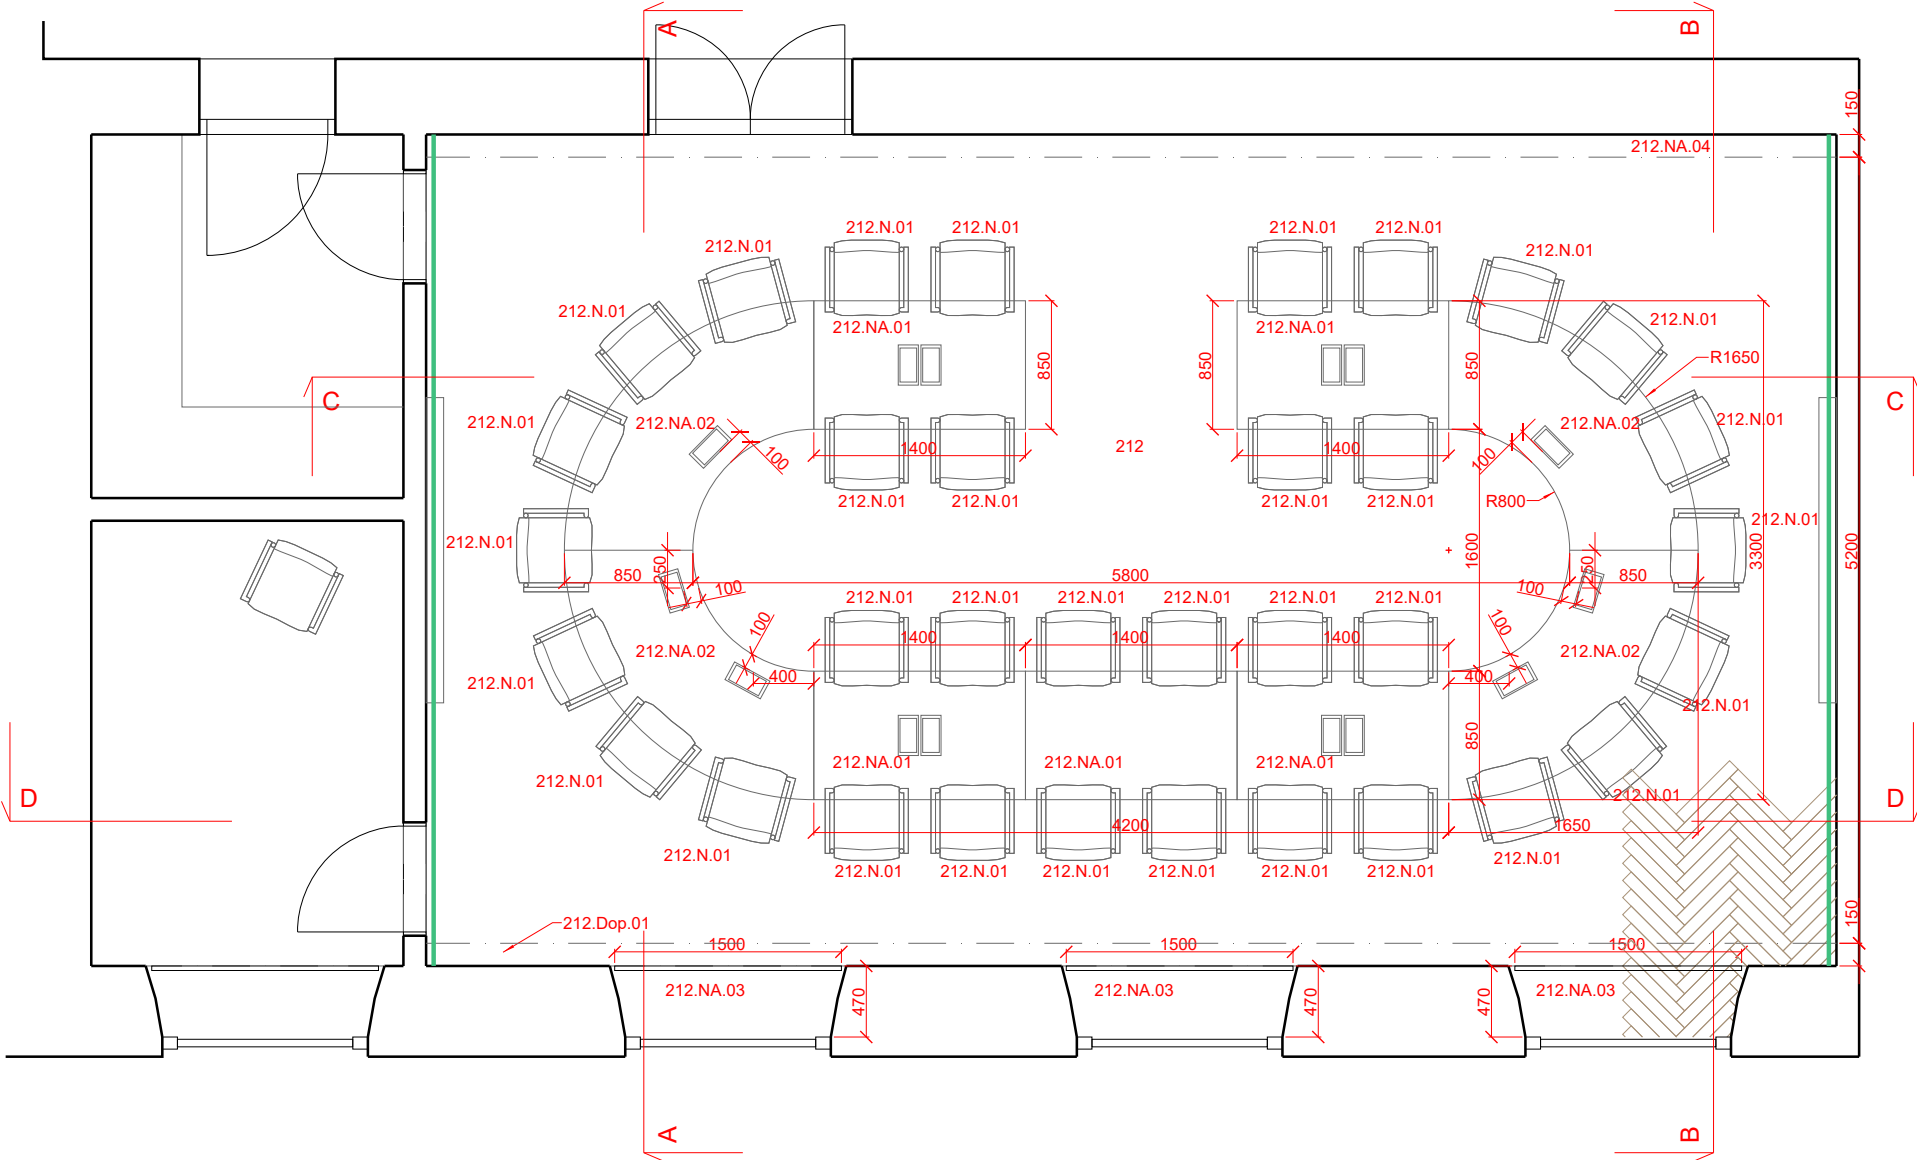 A
B
150
212.NA.04
212.N.01
212.N.01
212.N.01
212.N.01
212.N.01
212.N.01
212.N.01
212.N.01
212.NA.01
212.NA.01
850
850
850
R1650
C
C
212.N.01
212.NA.02
212.NA.02
212.N.01
100
1400
212
1400
100
212.N.01
212.N.01
212.N.01
212.N.01
R800
212.N.01
212.N.01
1600
3300
5200
850
250
100
5800
100
250
850
212.N.01
212.N.01
212.N.01
212.N.01
212.N.01
212.N.01
100
1400
1400
1400
100
212.NA.02
212.NA.02
212.N.01
400
400
212.N.01
850
212.NA.01
212.NA.01
212.NA.01
212.N.01
212.N.01
D
D
4200
1650
212.N.01
212.N.01
212.N.01
212.N.01
212.N.01
212.N.01
212.N.01
212.N.01
212.Dop.01
150
1500
1500
1500
212.NA.03
470
212.NA.03
470
470
212.NA.03
A
B